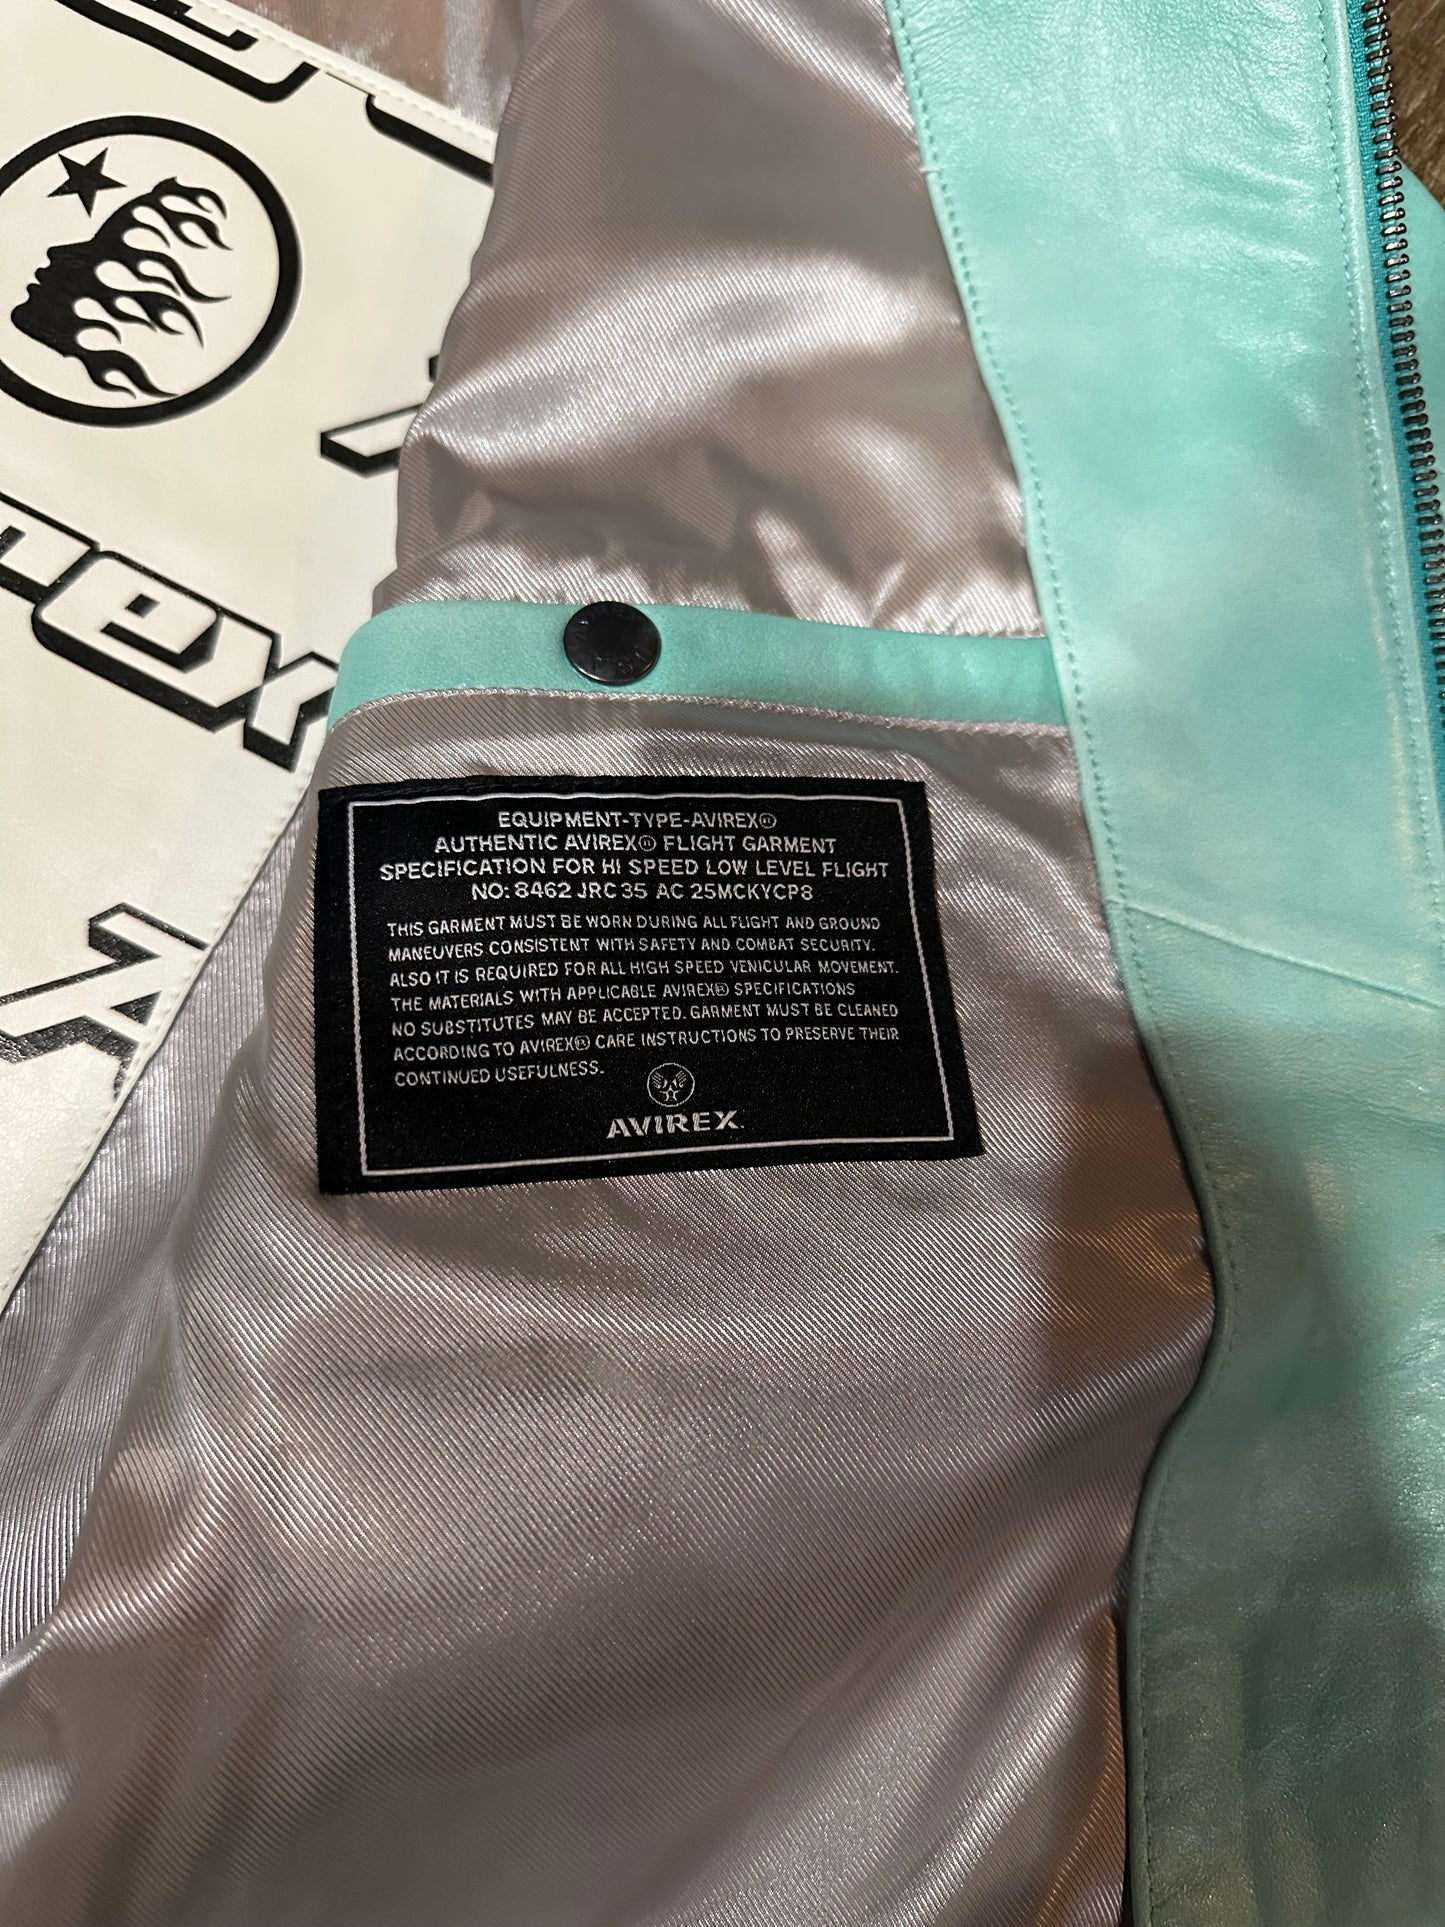 rex
EQUIPMENT-TYPE-AVIREX®
AUTHENTIC AVIREX® FLIGHT GARMENT
SPECIFICATION FOR HI SPEED LOW LEVEL FLIGHT
NO: 8462 JRC 35 AC 25MCKYCP8
THIS GARMENT MUST BE WORN DURING ALL FLIGHT AND GROUND
MANEUVERS CONSISTENT WITH SAFETY AND COMBAT SECURITY.
ALSO IT IS REQUIRED FOR ALL HIGH SPEED VENICULAR MOVEMENT.
THE MATERIALS WITH APPLICABLE AVIREX® SPECIFICATIONS
NO SUBSTITUTES MAY BE ACCEPTED. GARMENT MUST BE CLEANED
ACCORDING TO AVIREX® CARE INSTRUCTIONS TO PRESERVE THEIR
CONTINUED USEFULNESS.
AVIREX